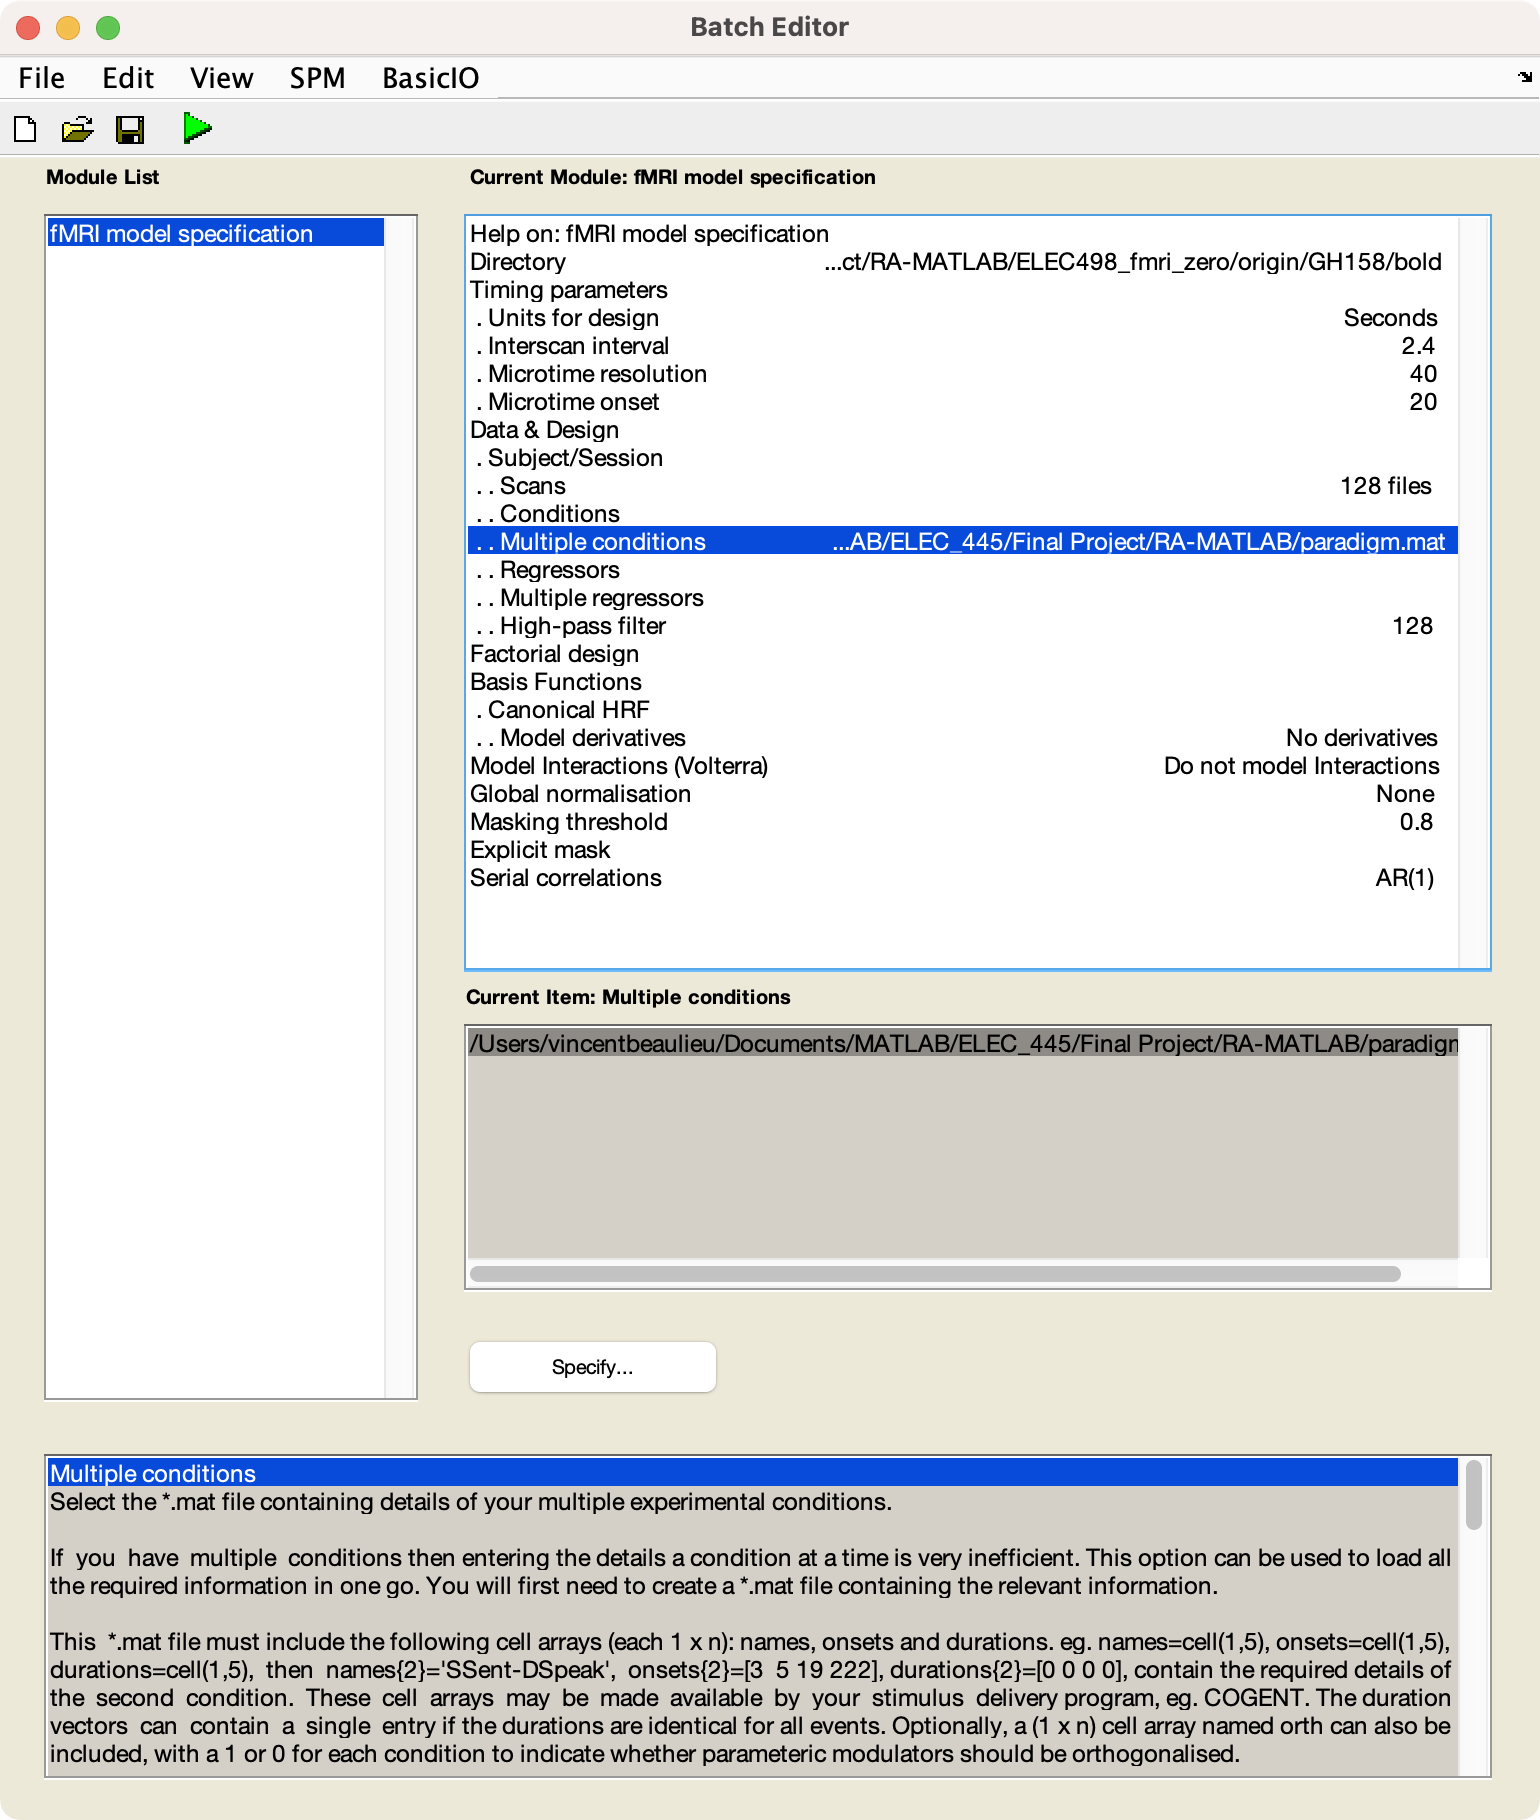 Batch Editor
File Edit View SPM BasicIO
Module List
fMRI model specification
Current Module: fMRI model specification
Help on: fMRI model specification
Directory ...ct/RA-MATLAB/ELEC498_fmri_zero/origin/GH158/bold
Timing parameters
. Units for design Seconds
. Interscan interval 2.4
. Microtime resolution 40
. Microtime onset 20
Data & Design
. Subject/Session
. . Scans 128 files
. . Conditions
. . Multiple conditions ...AB/ELEC_445/Final Project/RA-MATLAB/paradigm.mat
. . Regressors
. . Multiple regressors
. . High-pass filter 128
Factorial design
Basis Functions
. Canonical HRF
. . Model derivatives No derivatives
Model Interactions (Volterra) Do not model Interactions
Global normalisation None
Masking threshold 0.8
Explicit mask
Serial correlations AR(1)
Current Item: Multiple conditions
/Users/vincentbeaulieu/Documents/MATLAB/ELEC_445/Final Project/RA-MATLAB/paradigm
Specify...
Multiple conditions
Select the *.mat file containing details of your multiple experimental conditions.
If you have multiple conditions then entering the details a condition at a time is very inefficient. This option can be used to load all
the required information in one go. You will first need to create a *.mat file containing the relevant information.
This *.mat file must include the following cell arrays (each 1 x n): names, onsets and durations. eg. names=cell(1,5), onsets=cell(1,5),
durations=cell(1,5), then names{2}='SSent-DSpeak', onsets{2}=[3 5 19 222], durations{2}=[0 0 0 0], contain the required details of
the second condition. These cell arrays may be made available by your stimulus delivery program, eg. COGENT. The duration
vectors can contain a single entry if the durations are identical for all events. Optionally, a (1 x n) cell array named orth can also be
included, with a 1 or 0 for each condition to indicate whether parameteric modulators should be orthogonalised.